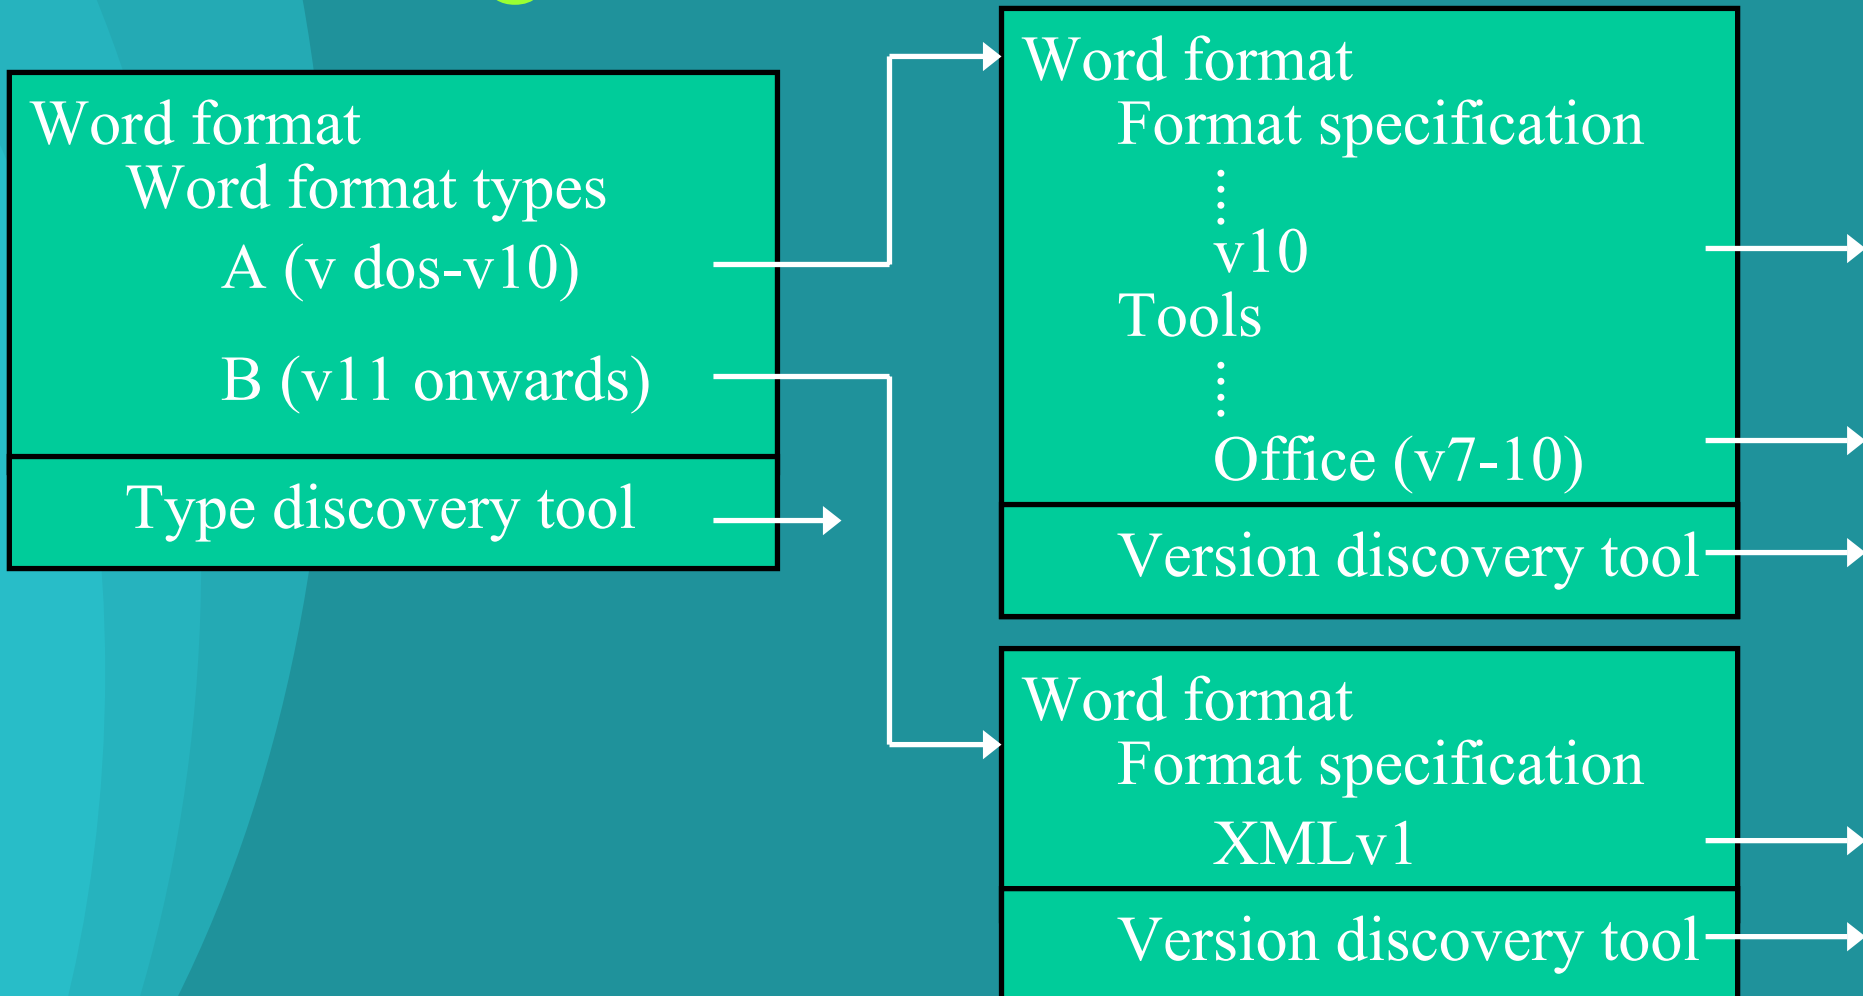 Word format
Word format types
A (v dos-v10)
B (v11 onwards)
Type discovery tool
Word format
Format specification
v10
Tools
Office (v7-10)
Version discovery tool
Word format
Format specification
XMLv1
Version discovery tool